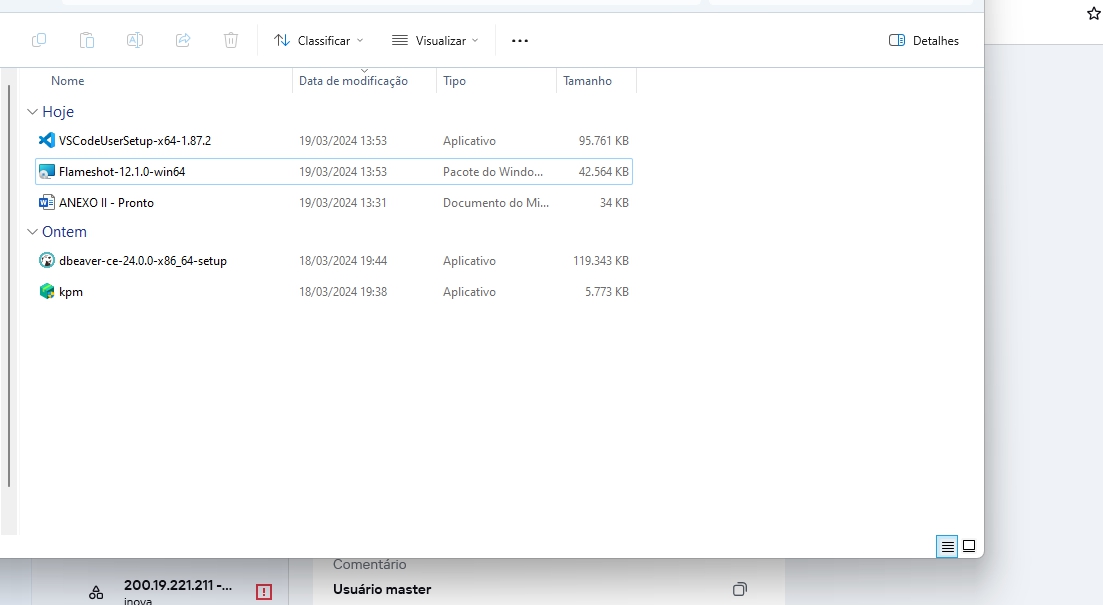 Classificar Visualizar ... Detalhes
Nome Data de modificação Tipo Tamanho
Hoje
VSCodeUserSetup-x64-1.87.2 19/03/2024 13:53 Aplicativo 95.761 KB
Flameshot-12.1.0-win64 19/03/2024 13:53 Pacote do Windo... 42.564 KB
ANEXO II - Pronto 19/03/2024 13:31 Documento do Mi... 34 KB
Ontem
dbeaver-ce-24.0.0-x86_64-setup 18/03/2024 19:44 Aplicativo 119.343 KB
kpm 18/03/2024 19:38 Aplicativo 5.773 KB
Comentário
200.19.221.211 -... Usuário master
inova